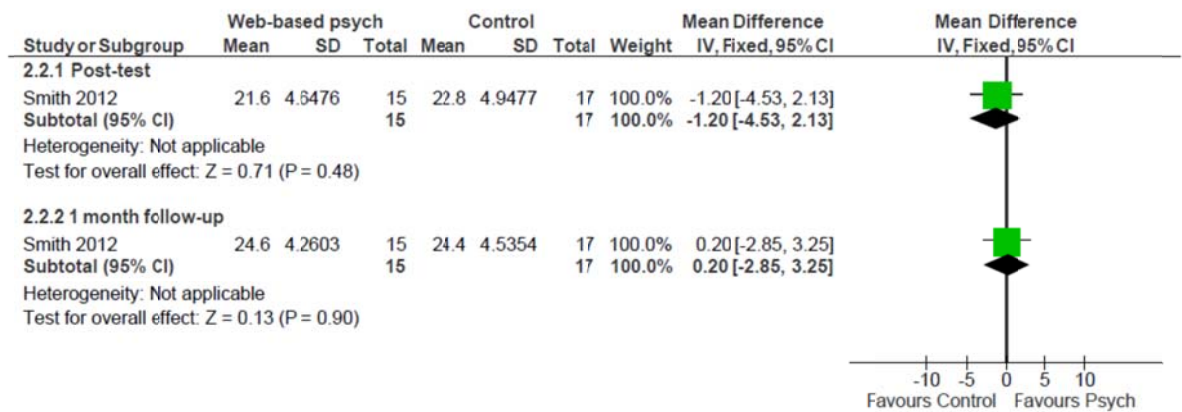 Web-based psych Control Mean Difference Mean Difference
Study or Subgroup Mean SD Total Mean SD Total Weight IV, Fixed, 95% CI IV, Fixed, 95% CI
2.2.1 Post-test
Smith 2012 21.6 4.6476 15 22.8 4.9477 17 100.0% -1.20 [-4.53, 2.13]
Subtotal (95% CI) 15 17 100.0% -1.20 [-4.53, 2.13]
Heterogeneity: Not applicable
Test for overall effect: Z = 0.71 (P = 0.48)
2.2.2 1 month follow-up
Smith 2012 24.6 4.2603 15 24.4 4.5354 17 100.0% 0.20 [-2.85, 3.25]
Subtotal (95% CI) 15 17 100.0% 0.20 [-2.85, 3.25]
Heterogeneity: Not applicable
Test for overall effect: Z = 0.13 (P = 0.90)
-10 -5 0 5 10
Favours Control Favours Psych